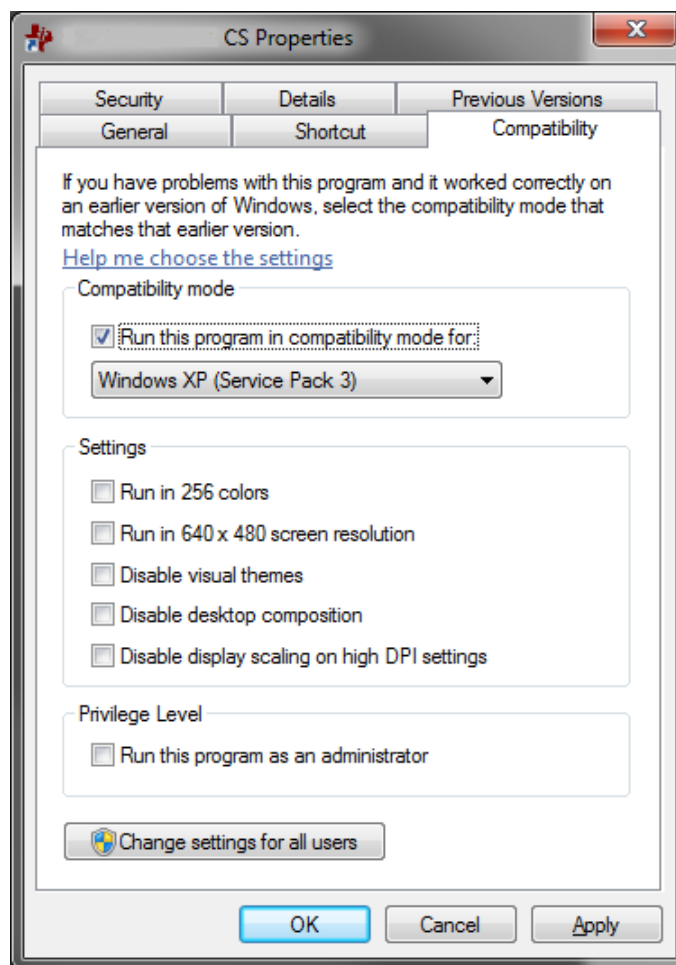 CS Properties
Security Details Previous Versions
General Shortcut Compatibility
If you have problems with this program and it worked correctly on
an earlier version of Windows, select the compatibility mode that
matches that earlier version.
Help me choose the settings
Compatibility mode
Run this program in compatibility mode for:
Windows XP (Service Pack 3)
Settings
Run in 256 colors
Run in 640 x 480 screen resolution
Disable visual themes
Disable desktop composition
Disable display scaling on high DPI settings
Privilege Level
Run this program as an administrator
Change settings for all users
OK Cancel Apply